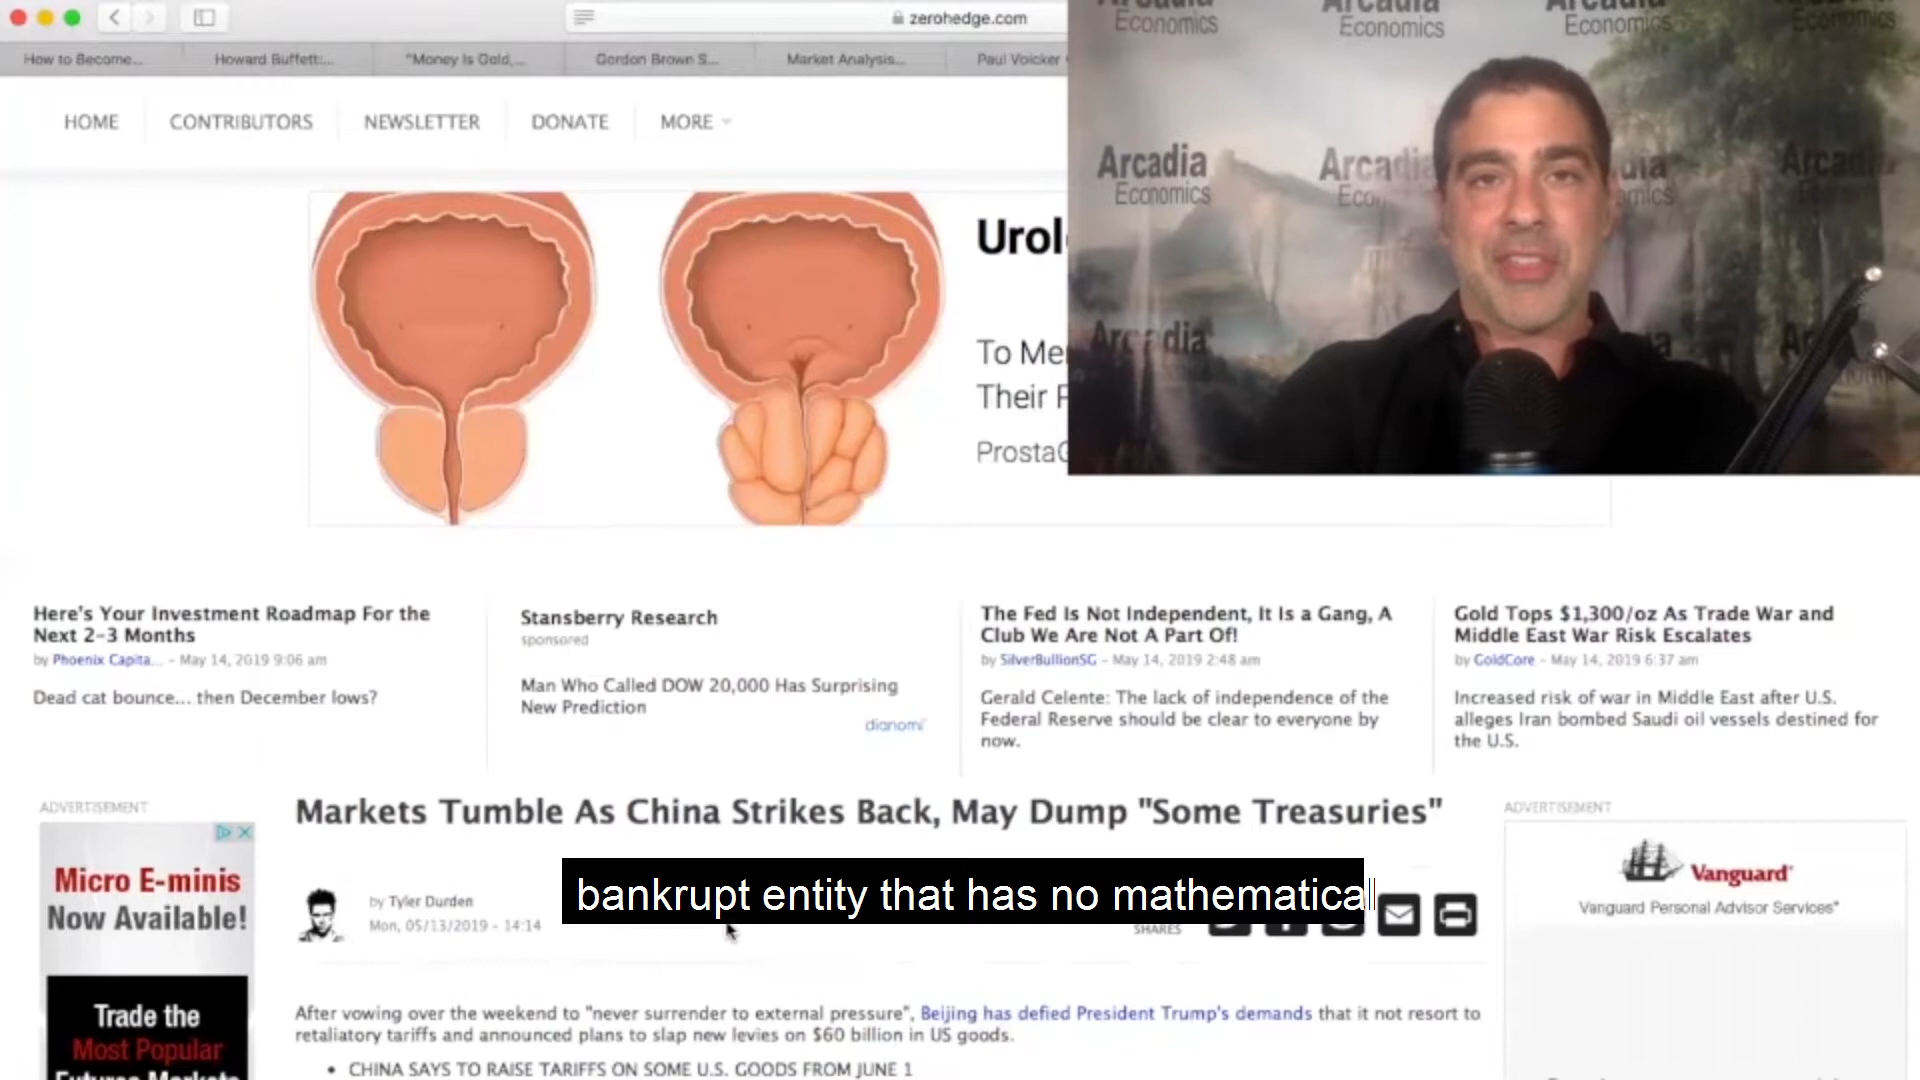 zerohedge.com
How to Become... Howard Buffett:... "Money Is Gold,... Gordon Brown S... Market Analysis... Paul Volcker
HOME CONTRIBUTORS NEWSLETTER DONATE MORE
Arcadia Arcadia Arcadia
Economics Economics Economics Economics
Arcadia Arcadia Arcadia
Economics
Urol
To Me
Their P
Prosta
Here's Your Investment Roadmap For the
Next 2-3 Months
by Phoenix Capita... - May 14, 2019 9:06 am
Dead cat bounce... then December lows?
Stansberry Research
sponsored
Man Who Called DOW 20,000 Has Surprising
New Prediction
dianomi
The Fed Is Not Independent, It Is a Gang, A
Club We Are Not A Part Of!
by SilverBullionSG - May 14, 2019 2:48 am
Gerald Celente: The lack of independence of the
Federal Reserve should be clear to everyone by
now.
Gold Tops $1,300/oz As Trade War and
Middle East War Risk Escalates
by GoldCore - May 14, 2019 6:37 am
Increased risk of war in Middle East after U.S.
alleges Iran bombed Saudi oil vessels destined for
the U.S.
ADVERTISEMENT
Micro E-minis
Now Available!
Trade the
Most Popular
Futures Markets
Markets Tumble As China Strikes Back, May Dump "Some Treasuries"
by Tyler Durden
Mon, 05/13/2019 - 14:14
bankrupt entity that has no mathematical
SHARES
After vowing over the weekend to "never surrender to external pressure", Beijing has defied President Trump's demands that it not resort to
retaliatory tariffs and announced plans to slap new levies on $60 billion in US goods.
• CHINA SAYS TO RAISE TARIFFS ON SOME U.S. GOODS FROM JUNE 1
ADVERTISEMENT
Vanguard
Vanguard Personal Advisor Services®